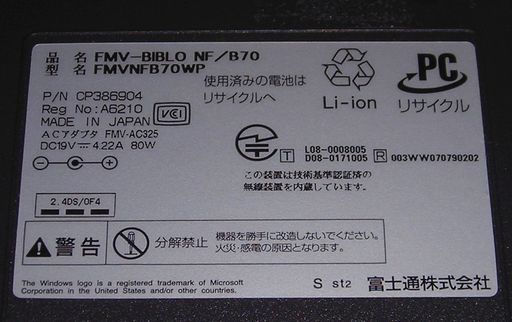 品 名 FMV-BIBLO NF/B70
型 名 FMVNFB70WP
P/N CP386904
Reg No: A6210 VCI
MADE IN JAPAN
ACアダプタ FMV-AC325
DC19V 4.22A 80W
2.4DS/OF4
使用済みの電池は
リサイクルへ
Li-ion
PC
リサイクル
T L08-0008005
D08-0171005 R 003WW070790202
この装置は技術基準認証済の
無線装置を内蔵しています。
警告 分解禁止 機器を勝手に改造しないでください。
火災・感電の原因となります。
The Windows logo is a registered trademark of Microsoft
Corporation in the United States and/or other countries.
S st2 富士通株式会社